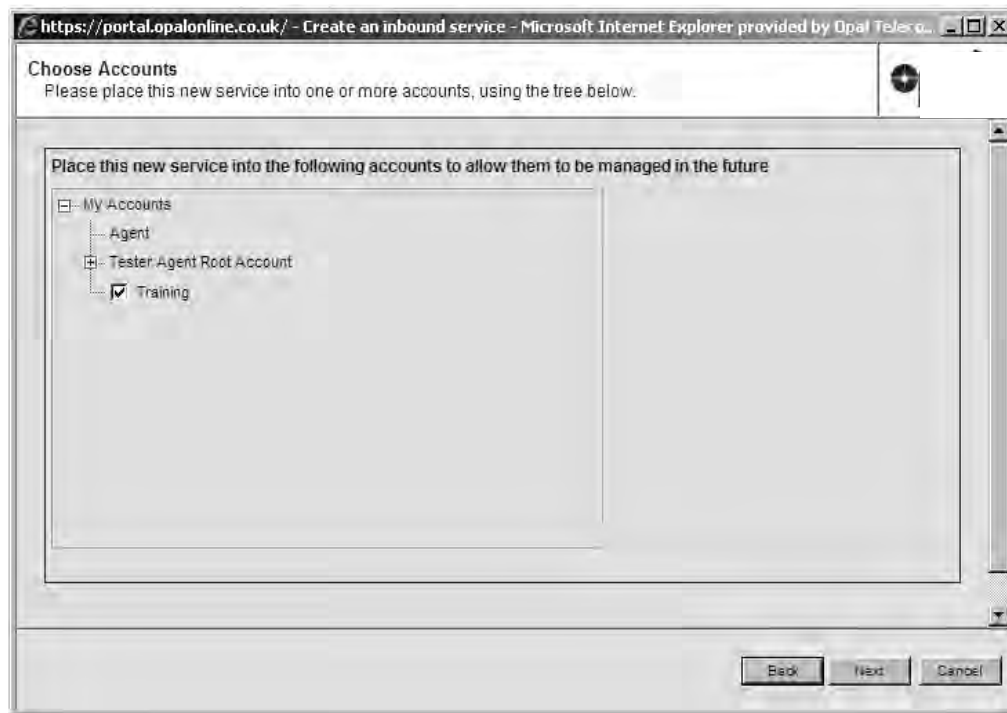 https://portal.opalonline.co.uk/ - Create an inbound service - Microsoft Internet Explorer provided by Opal Teleco...
Choose Accounts
Please place this new service into one or more accounts, using the tree below.
Place this new service into the following accounts to allow them to be managed in the future
My Accounts
Agent
Tester Agent Root Account
Training
Back Next Cancel